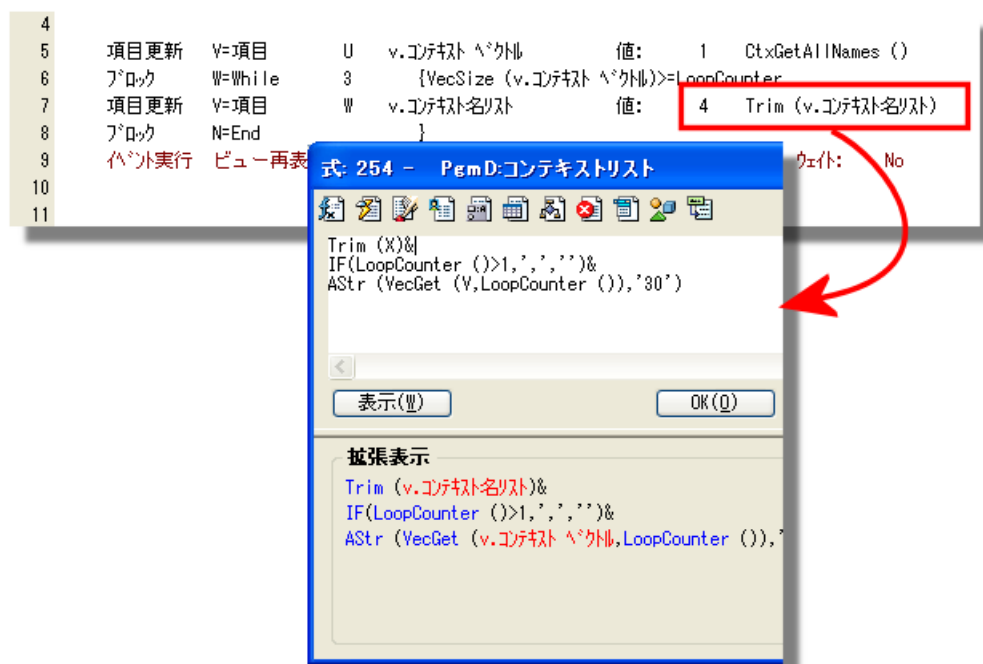 4
5 項目更新 V=項目 U v.ｺﾝﾃｷｽﾄ ﾍﾞｸﾄﾙ 値: 1 CtxGetAllNames ()
6 ﾌﾞﾛｯｸ W=While 3 {VecSize (v.ｺﾝﾃｷｽﾄ ﾍﾞｸﾄﾙ)>=LoopCounter
7 項目更新 V=項目 W v.ｺﾝﾃｷｽﾄ名ﾘｽﾄ 値: 4 Trim (v.ｺﾝﾃｷｽﾄ名ﾘｽﾄ)
8 ﾌﾞﾛｯｸ N=End }
9 ｲﾍﾞﾝﾄ実行 ビュー再表 ｳｪｲﾄ: No
10
11
式: 254 - PgmD:コンテキストリスト
Trim (X)&
IF(LoopCounter ()>1,',','')&
AStr (VecGet (V,LoopCounter ()),'30')
表示(W)
OK(O)
拡張表示
Trim (v.ｺﾝﾃｷｽﾄ名ﾘｽﾄ)&
IF(LoopCounter ()>1,',','')&
AStr (VecGet (v.ｺﾝﾃｷｽﾄ ﾍﾞｸﾄﾙ,LoopCounter ()),'